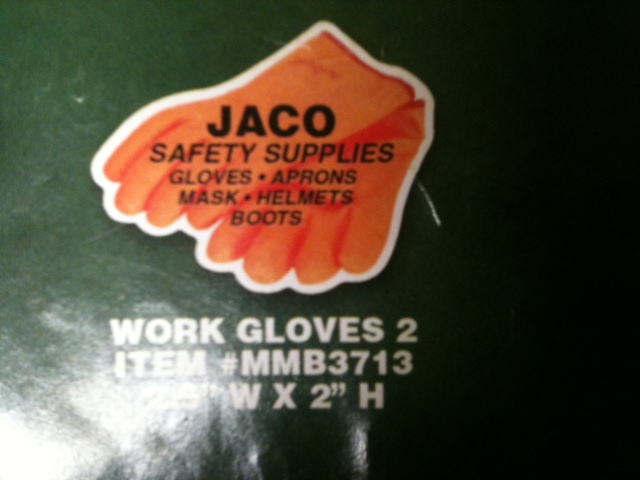 JACO
SAFETY SUPPLIES
GLOVES • APRONS
MASK • HELMETS
BOOTS
WORK GLOVES 2
ITEM #MMB3713
W X 2” H